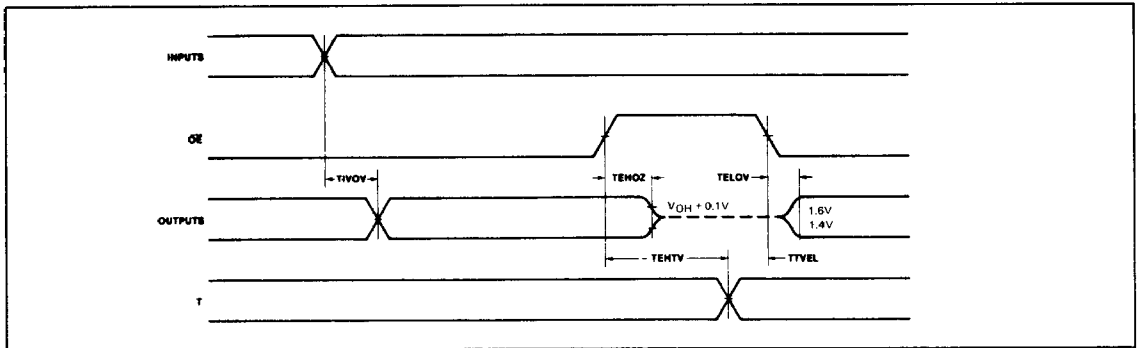 INPUTS
OE
TIVOV
TEHOZ
TELOV
OUTPUTS
VOH + 0.1V
1.6V
1.4V
TEHTV
TTVEL
T